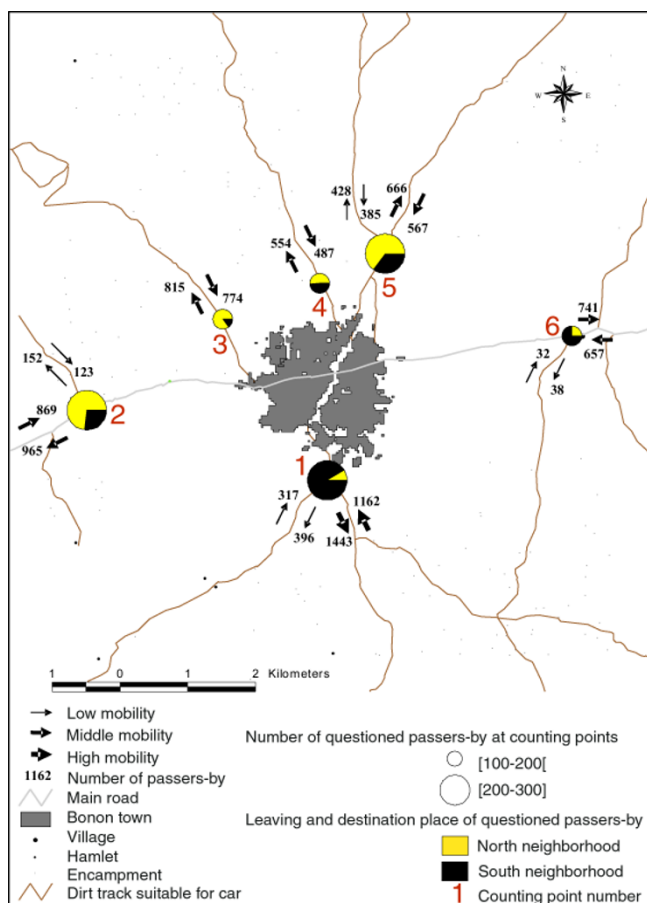 N
W E
S
428
666
385
567
554
487
5
815
774
4
741
6
3
152
32
657
123
38
869
2
965
1
317
1162
396
1443
1 0 1 2 Kilometers
Low mobility
Middle mobility
High mobility
1162 Number of passers-by
Main road
Bonon town
Village
Hamlet
Encampment
Dirt track suitable for car
Number of questioned passers-by at counting points
[100-200[
[200-300]
Leaving and destination place of questioned passers-by
North neighborhood
South neighborhood
1 Counting point number